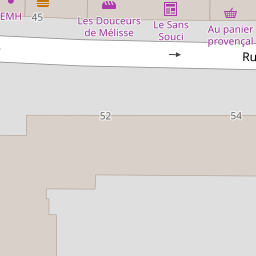 45
EMH
Les Douceurs
de Mélisse
Le Sans
Souci
Au panier
provençal
Ru
52
54